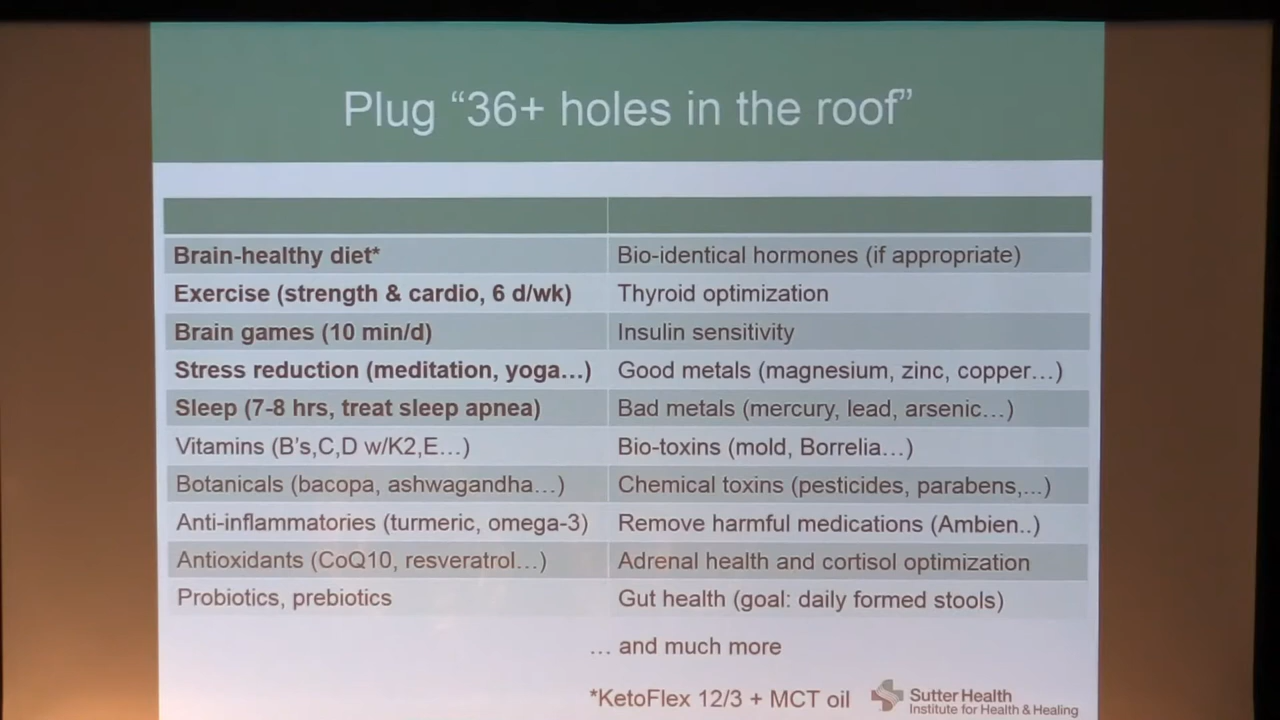 Plug “36+ holes in the roof”
Brain-healthy diet*
Bio-identical hormones (if appropriate)
Exercise (strength & cardio, 6 d/wk)
Thyroid optimization
Brain games (10 min/d)
Insulin sensitivity
Stress reduction (meditation, yoga…)
Good metals (magnesium, zinc, copper…)
Sleep (7-8 hrs, treat sleep apnea)
Bad metals (mercury, lead, arsenic…)
Vitamins (B’s,C,D w/K2,E…)
Bio-toxins (mold, Borrelia…)
Botanicals (bacopa, ashwagandha…)
Chemical toxins (pesticides, parabens,...)
Anti-inflammatories (turmeric, omega-3)
Remove harmful medications (Ambien..)
Antioxidants (CoQ10, resveratrol…)
Adrenal health and cortisol optimization
Probiotics, prebiotics
Gut health (goal: daily formed stools)
… and much more
*KetoFlex 12/3 + MCT oil
Sutter Health
Institute for Health & Healing